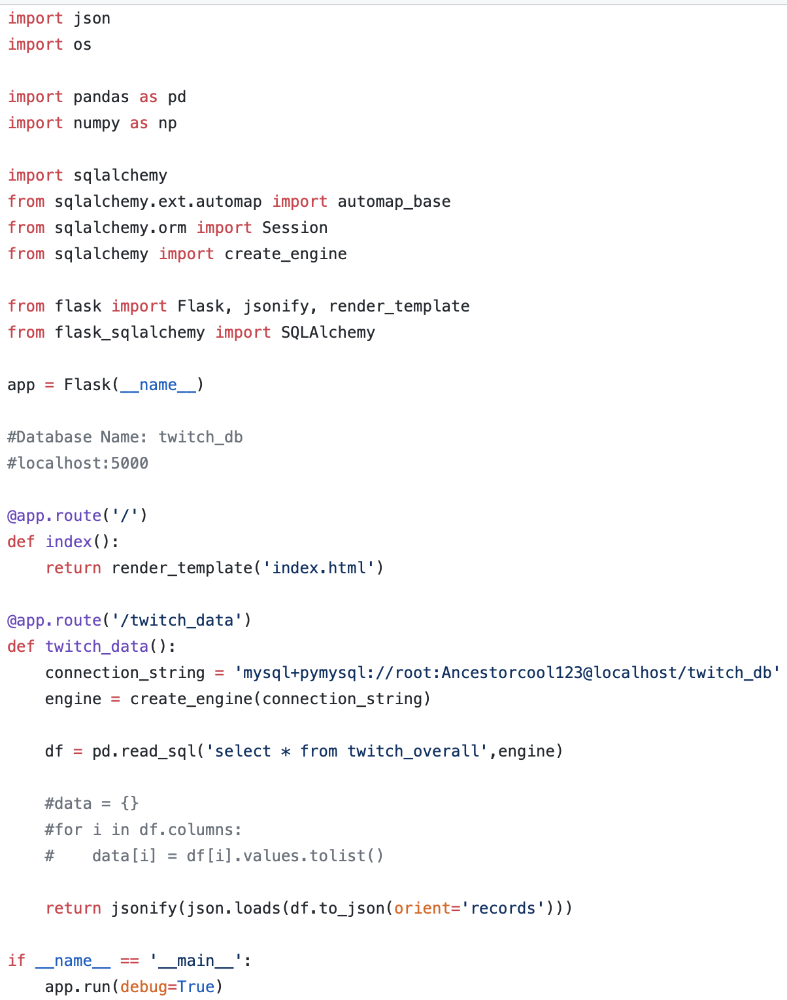 import json
import os

import pandas as pd
import numpy as np

import sqlalchemy
from sqlalchemy.ext.automap import automap_base
from sqlalchemy.orm import Session
from sqlalchemy import create_engine

from flask import Flask, jsonify, render_template
from flask_sqlalchemy import SQLAlchemy

app = Flask(__name__)

#Database Name: twitch_db
#localhost:5000

@app.route('/')
def index():
    return render_template('index.html')

@app.route('/twitch_data')
def twitch_data():
    connection_string = 'mysql+pymysql://root:Ancestorcool123@localhost/twitch_db'
    engine = create_engine(connection_string)

    df = pd.read_sql('select * from twitch_overall',engine)

    #data = {}
    #for i in df.columns:
    #    data[i] = df[i].values.tolist()

    return jsonify(json.loads(df.to_json(orient='records')))

if __name__ == '__main__':
    app.run(debug=True)